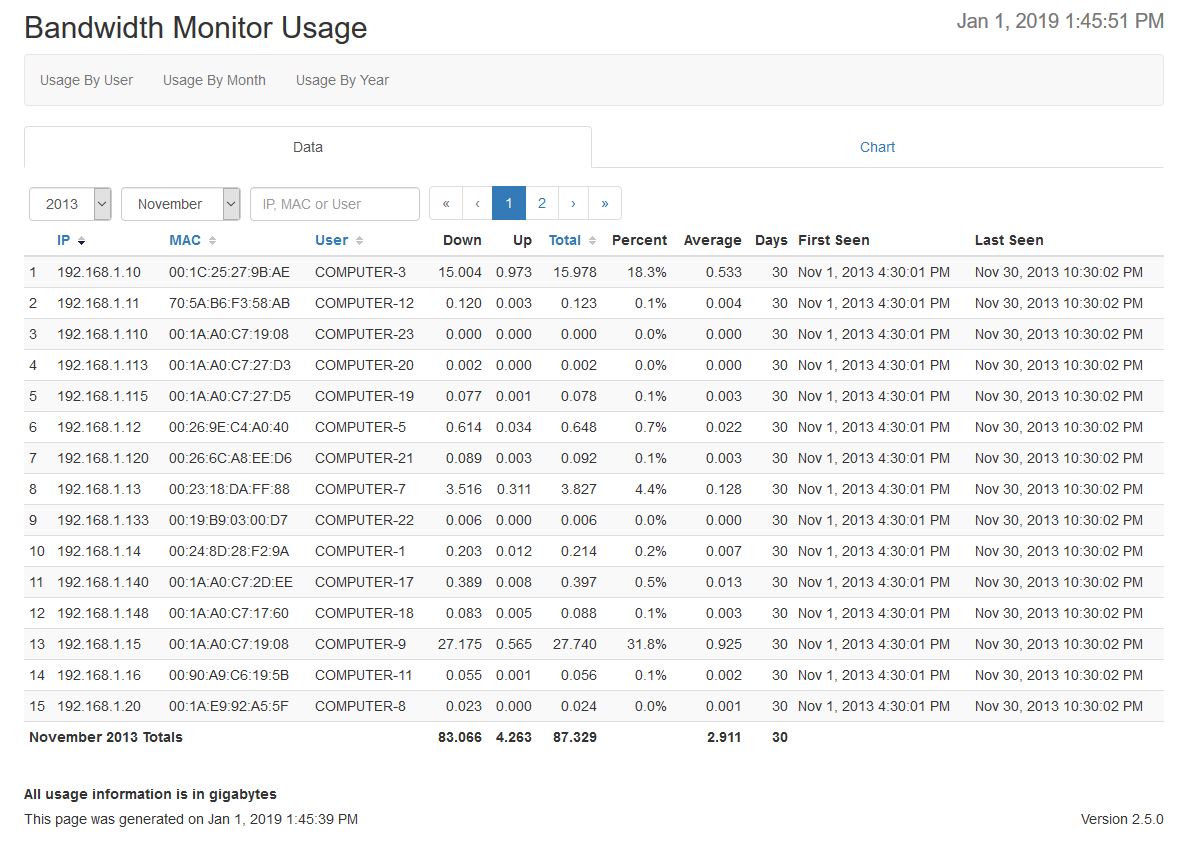 Bandwidth Monitor Usage
Jan 1, 2019 1:45:51 PM
Usage By User Usage By Month Usage By Year
Data Chart
2013 November IP, MAC or User « ‹ 1 2 › »
IP MAC User Down Up Total Percent Average Days First Seen Last Seen
1 192.168.1.10 00:1C:25:27:9B:AE COMPUTER-3 15.004 0.973 15.978 18.3% 0.533 30 Nov 1, 2013 4:30:01 PM Nov 30, 2013 10:30:02 PM
2 192.168.1.11 70:5A:B6:F3:58:AB COMPUTER-12 0.120 0.003 0.123 0.1% 0.004 30 Nov 1, 2013 4:30:01 PM Nov 30, 2013 10:30:02 PM
3 192.168.1.110 00:1A:A0:C7:19:08 COMPUTER-23 0.000 0.000 0.000 0.0% 0.000 30 Nov 1, 2013 4:30:01 PM Nov 30, 2013 10:30:02 PM
4 192.168.1.113 00:1A:A0:C7:27:D3 COMPUTER-20 0.002 0.000 0.002 0.0% 0.000 30 Nov 1, 2013 4:30:01 PM Nov 30, 2013 10:30:02 PM
5 192.168.1.115 00:1A:A0:C7:27:D5 COMPUTER-19 0.077 0.001 0.078 0.1% 0.003 30 Nov 1, 2013 4:30:01 PM Nov 30, 2013 10:30:02 PM
6 192.168.1.12 00:26:9E:C4:A0:40 COMPUTER-5 0.614 0.034 0.648 0.7% 0.022 30 Nov 1, 2013 4:30:01 PM Nov 30, 2013 10:30:02 PM
7 192.168.1.120 00:26:6C:A8:EE:D6 COMPUTER-21 0.089 0.003 0.092 0.1% 0.003 30 Nov 1, 2013 4:30:01 PM Nov 30, 2013 10:30:02 PM
8 192.168.1.13 00:23:18:DA:FF:88 COMPUTER-7 3.516 0.311 3.827 4.4% 0.128 30 Nov 1, 2013 4:30:01 PM Nov 30, 2013 10:30:02 PM
9 192.168.1.133 00:19:B9:03:00:D7 COMPUTER-22 0.006 0.000 0.006 0.0% 0.000 30 Nov 1, 2013 4:30:01 PM Nov 30, 2013 10:30:02 PM
10 192.168.1.14 00:24:8D:28:F2:9A COMPUTER-1 0.203 0.012 0.214 0.2% 0.007 30 Nov 1, 2013 4:30:01 PM Nov 30, 2013 10:30:02 PM
11 192.168.1.140 00:1A:A0:C7:2D:EE COMPUTER-17 0.389 0.008 0.397 0.5% 0.013 30 Nov 1, 2013 4:30:01 PM Nov 30, 2013 10:30:02 PM
12 192.168.1.148 00:1A:A0:C7:17:60 COMPUTER-18 0.083 0.005 0.088 0.1% 0.003 30 Nov 1, 2013 4:30:01 PM Nov 30, 2013 10:30:02 PM
13 192.168.1.15 00:1A:A0:C7:19:08 COMPUTER-9 27.175 0.565 27.740 31.8% 0.925 30 Nov 1, 2013 4:30:01 PM Nov 30, 2013 10:30:02 PM
14 192.168.1.16 00:90:A9:C6:19:5B COMPUTER-11 0.055 0.001 0.056 0.1% 0.002 30 Nov 1, 2013 4:30:01 PM Nov 30, 2013 10:30:02 PM
15 192.168.1.20 00:1A:E9:92:A5:5F COMPUTER-8 0.023 0.000 0.024 0.0% 0.001 30 Nov 1, 2013 4:30:01 PM Nov 30, 2013 10:30:02 PM
November 2013 Totals 83.066 4.263 87.329 2.911 30
All usage information is in gigabytes
This page was generated on Jan 1, 2019 1:45:39 PM Version 2.5.0